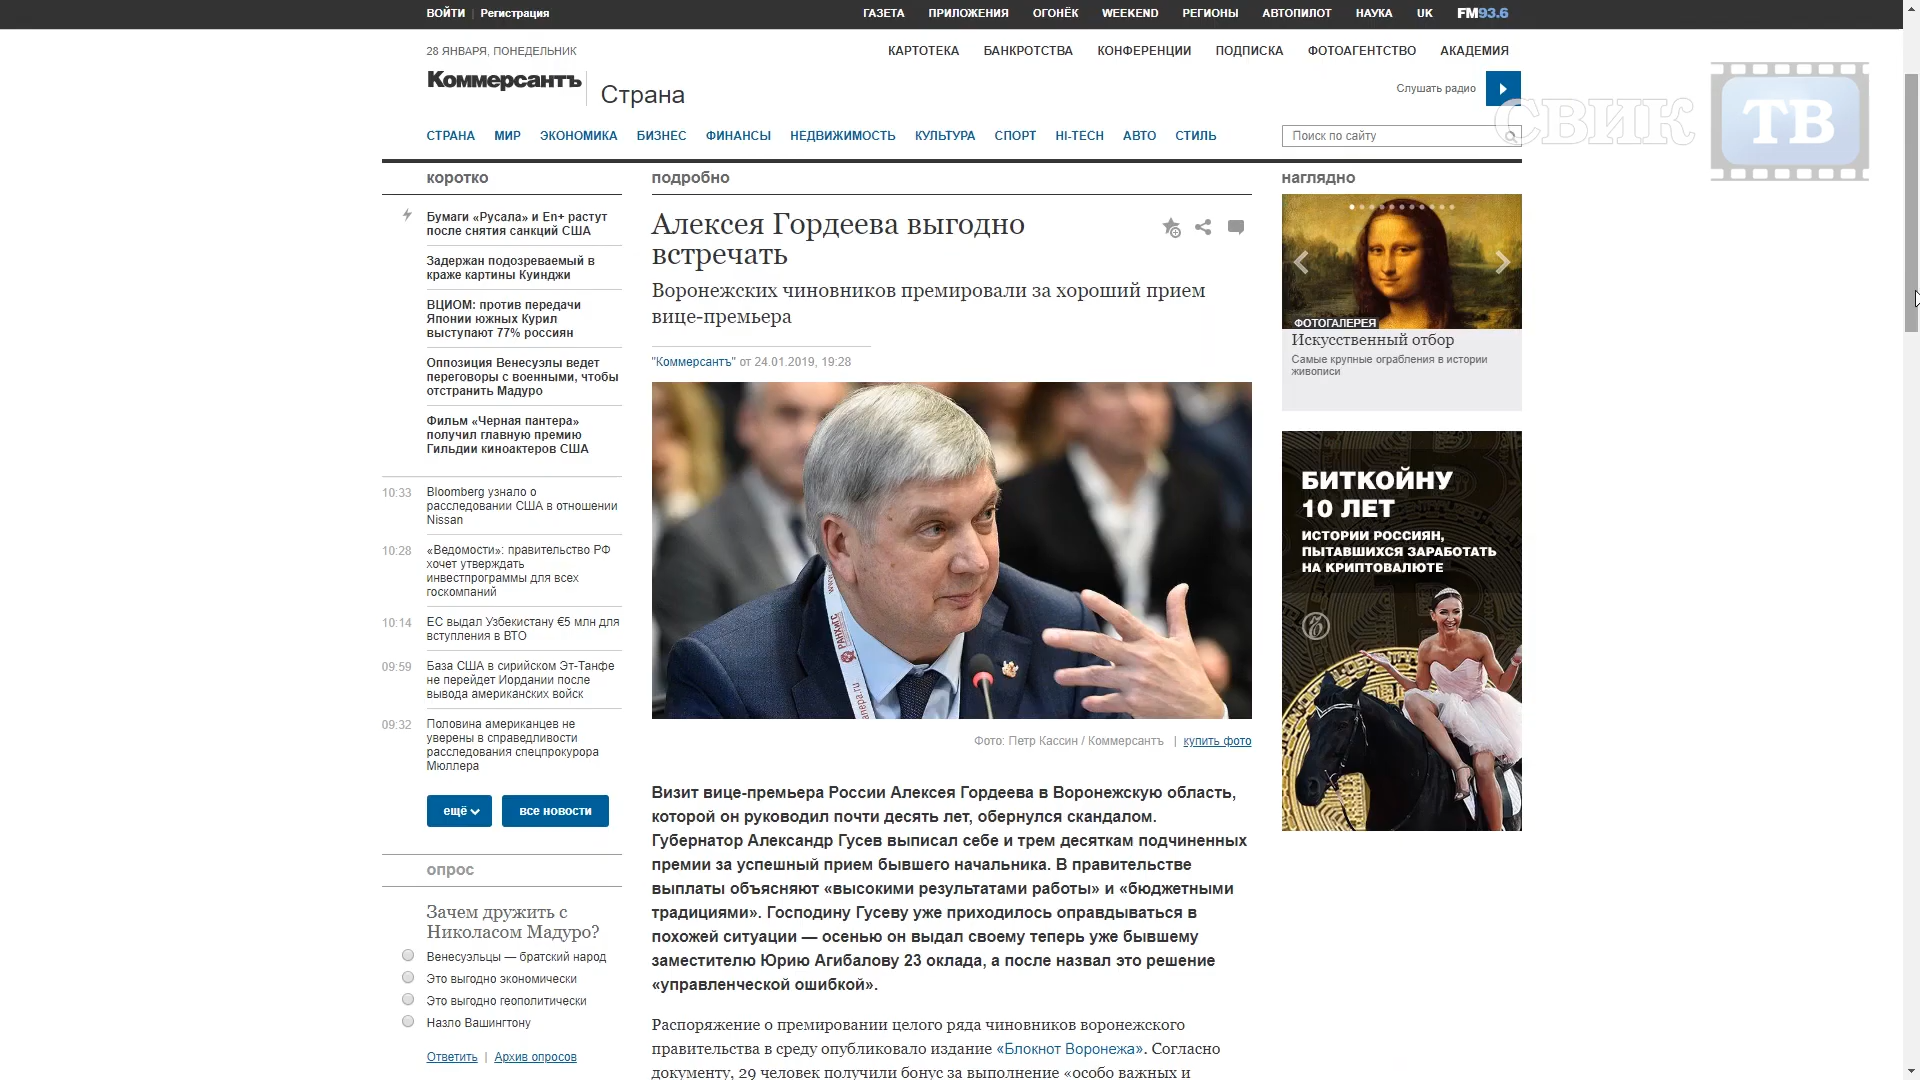 ВОЙТИ | Регистрация
ГАЗЕТА ПРИЛОЖЕНИЯ ОГОНЁК WEEKEND РЕГИОНЫ АВТОПИЛОТ НАУКА UK FM93.6
28 ЯНВАРЯ, ПОНЕДЕЛЬНИК
КАРТОТЕКА БАНКРОТСТВА КОНФЕРЕНЦИИ ПОДПИСКА ФОТОАГЕНТСТВО АКАДЕМИЯ
Коммерсантъ
Страна
Слушать радио
СВИК ТВ
СТРАНА МИР ЭКОНОМИКА БИЗНЕС ФИНАНСЫ НЕДВИЖИМОСТЬ КУЛЬТУРА СПОРТ HI-TECH АВТО СТИЛЬ
Поиск по сайту
коротко
Бумаги «Русала» и En+ растут
после снятия санкций США
Задержан подозреваемый в
краже картины Куинджи
ВЦИОМ: против передачи
Японии южных Курил
выступают 77% россиян
Оппозиция Венесуэлы ведет
переговоры с военными, чтобы
отстранить Мадуро
Фильм «Черная пантера»
получил главную премию
Гильдии киноактеров США
10:33 Bloomberg узнало о
расследовании США в отношении
Nissan
10:28 «Ведомости»: правительство РФ
хочет утверждать
инвестпрограммы для всех
госкомпаний
10:14 ЕС выдал Узбекистану €5 млн для
вступления в ВТО
09:59 База США в сирийском Эт-Танфе
не перейдет Иордании после
вывода американских войск
09:32 Половина американцев не
уверены в справедливости
расследования спецпрокурора
Мюллера
ещё
все новости
опрос
Зачем дружить с
Николасом Мадуро?
Венесуэльцы — братский народ
Это выгодно экономически
Это выгодно геополитически
Назло Вашингтону
Ответить | Архив опросов
подробно
Алексея Гордеева выгодно
встречать
Воронежских чиновников премировали за хороший прием
вице-премьера
"Коммерсантъ" от 24.01.2019, 19:28
РАНХИГС
Фото: Петр Кассин / Коммерсантъ | купить фото
Визит вице-премьера России Алексея Гордеева в Воронежскую область,
которой он руководил почти десять лет, обернулся скандалом.
Губернатор Александр Гусев выписал себе и трем десяткам подчиненных
премии за успешный прием бывшего начальника. В правительстве
выплаты объясняют «высокими результатами работы» и «бюджетными
традициями». Господину Гусеву уже приходилось оправдываться в
похожей ситуации — осенью он выдал своему теперь уже бывшему
заместителю Юрию Агибалову 23 оклада, а после назвал это решение
«управленческой ошибкой».
Распоряжение о премировании целого ряда чиновников воронежского
правительства в среду опубликовало издание «Блокнот Воронежа». Согласно
документу, 29 человек получили бонус за выполнение «особо важных и
наглядно
ФОТОГАЛЕРЕЯ
Искусственный отбор
Самые крупные ограбления в истории
живописи
БИТКОЙНУ
10 ЛЕТ
ИСТОРИИ РОССИЯН,
ПЫТАВШИХСЯ ЗАРАБОТАТЬ
НА КРИПТОВАЛЮТЕ